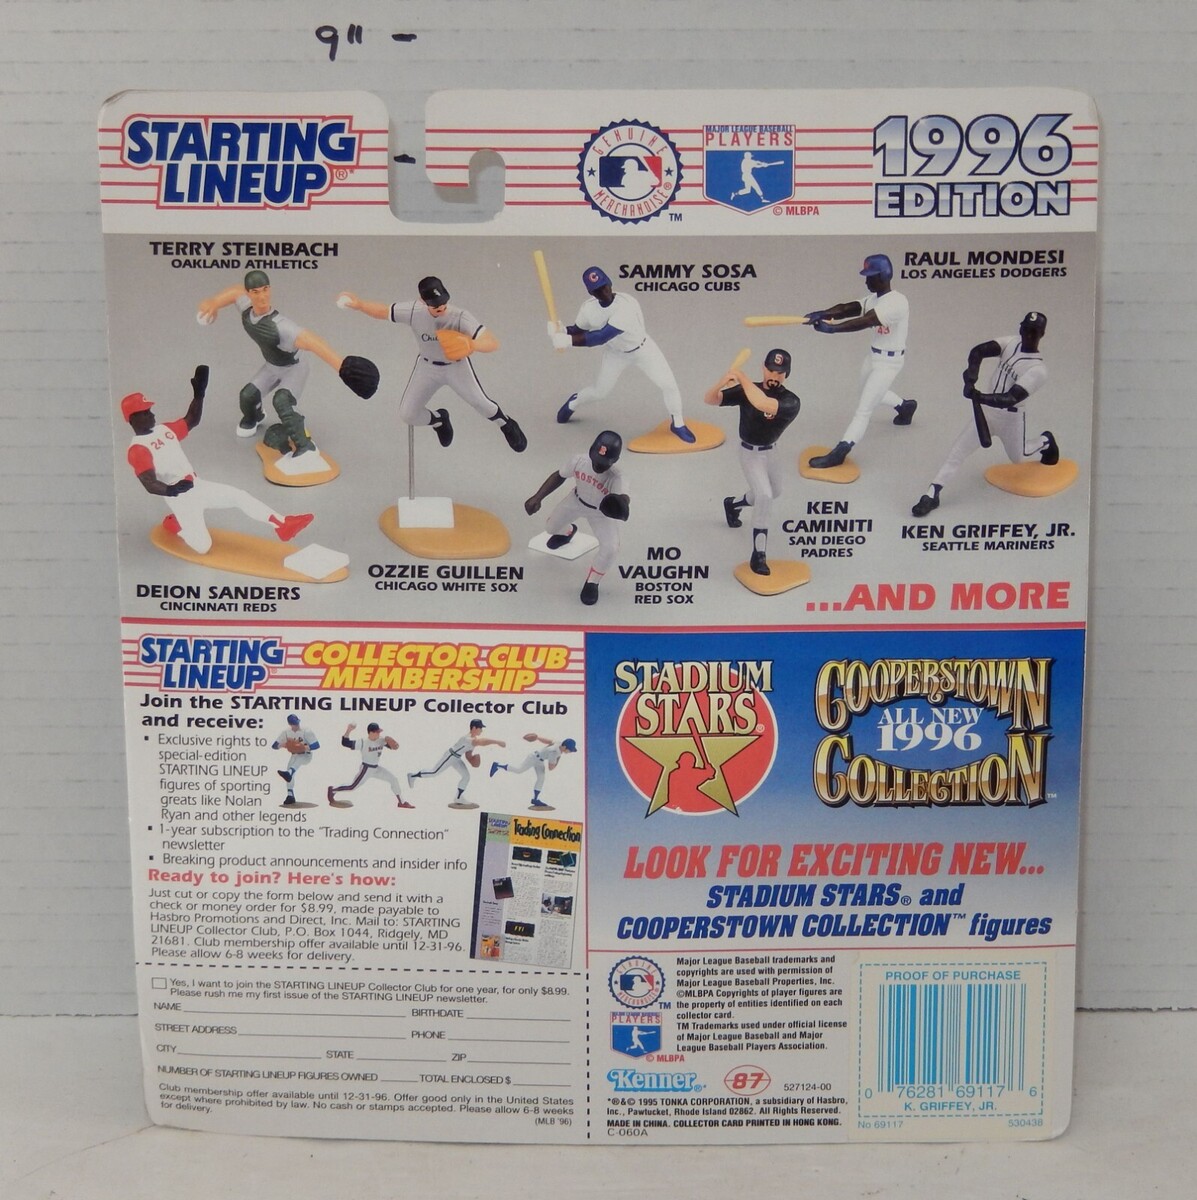 9" -
STARTING
LINEUP®
GENUINE
MERCHANDISE
®
TM
MAJOR LEAGUE BASEBALL
PLAYERS
© MLBPA
1996
EDITION
TERRY STEINBACH
OAKLAND ATHLETICS
SAMMY SOSA
CHICAGO CUBS
RAUL MONDESI
LOS ANGELES DODGERS
C
S
43
24 C
BOSTON
DEION SANDERS
CINCINNATI REDS
OZZIE GUILLEN
CHICAGO WHITE SOX
MO
VAUGHN
BOSTON
RED SOX
KEN
CAMINITI
SAN DIEGO
PADRES
KEN GRIFFEY, JR.
SEATTLE MARINERS
...AND MORE
STARTING
LINEUP®
COLLECTOR CLUB
MEMBERSHIP
Join the STARTING LINEUP Collector Club
and receive:
▪ Exclusive rights to
special-edition
STARTING LINEUP
figures of sporting
greats like Nolan
Ryan and other legends
▪ 1-year subscription to the "Trading Connection"
newsletter
▪ Breaking product announcements and insider info
Ready to join? Here's how:
Just cut or copy the form below and send it with a
check or money order for $8.99, made payable to
Hasbro Promotions and Direct, Inc. Mail to: STARTING
LINEUP Collector Club, P.O. Box 1044, Ridgely, MD
21681. Club membership offer available until 12-31-96.
Please allow 6-8 weeks for delivery.
Trading Connection
Yes, I want to join the STARTING LINEUP Collector Club for one year, for only $8.99.
Please rush me my first issue of the STARTING LINEUP newsletter.
NAME BIRTHDATE
STREET ADDRESS PHONE
CITY STATE ZIP
NUMBER OF STARTING LINEUP FIGURES OWNED TOTAL ENCLOSED $
Club membership offer available until 12-31-96. Offer good only in the United States
except where prohibited by law. No cash or stamps accepted. Please allow 6-8 weeks
for delivery.
(MLB '96)
STADIUM
STARS®
COOPERSTOWN
ALL NEW
1996
COLLECTION™
LOOK FOR EXCITING NEW...
STADIUM STARS® and
COOPERSTOWN COLLECTION™ figures
TM
PLAYERS
© MLBPA
Major League Baseball trademarks and
copyrights are used with permission of
Major League Baseball Properties, Inc.
©MLBPA Copyrights of player figures are
the property of entities identified on each
collector card.
TM Trademarks used under official license
of Major League Baseball and Major
League Baseball Players Association.
Kenner®*
87
527124-00
*®&© 1995 TONKA CORPORATION, a subsidiary of Hasbro,
Inc., Pawtucket, Rhode Island 02862. All Rights Reserved.
MADE IN CHINA. COLLECTOR CARD PRINTED IN HONG KONG.
C-060A
PROOF OF PURCHASE
0 76281 69117 6
K. GRIFFEY, JR.
No 69117 530438